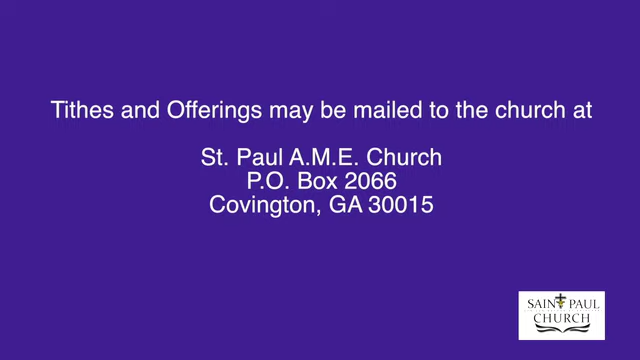 Tithes and Offerings may be mailed to the church at
St. Paul A.M.E. Church
P.O. Box 2066
Covington, GA 30015
SAINT PAUL
CHURCH